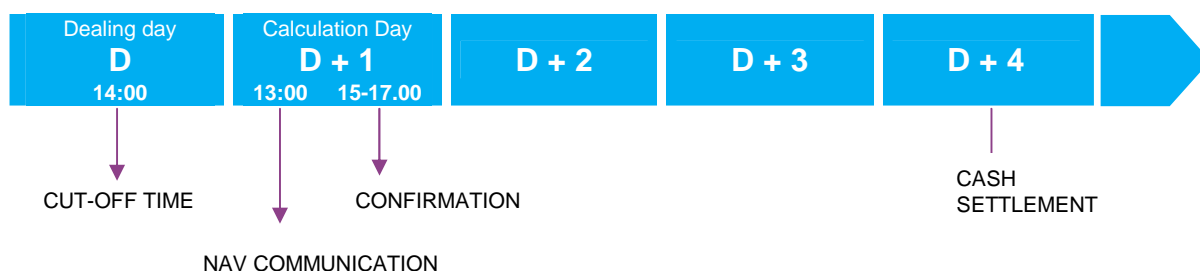 Dealing day
D
14:00
Calculation Day
D + 1
13:00 15-17.00
D + 2
D + 3
D + 4
CUT-OFF TIME
CONFIRMATION
CASH
SETTLEMENT
NAV COMMUNICATION